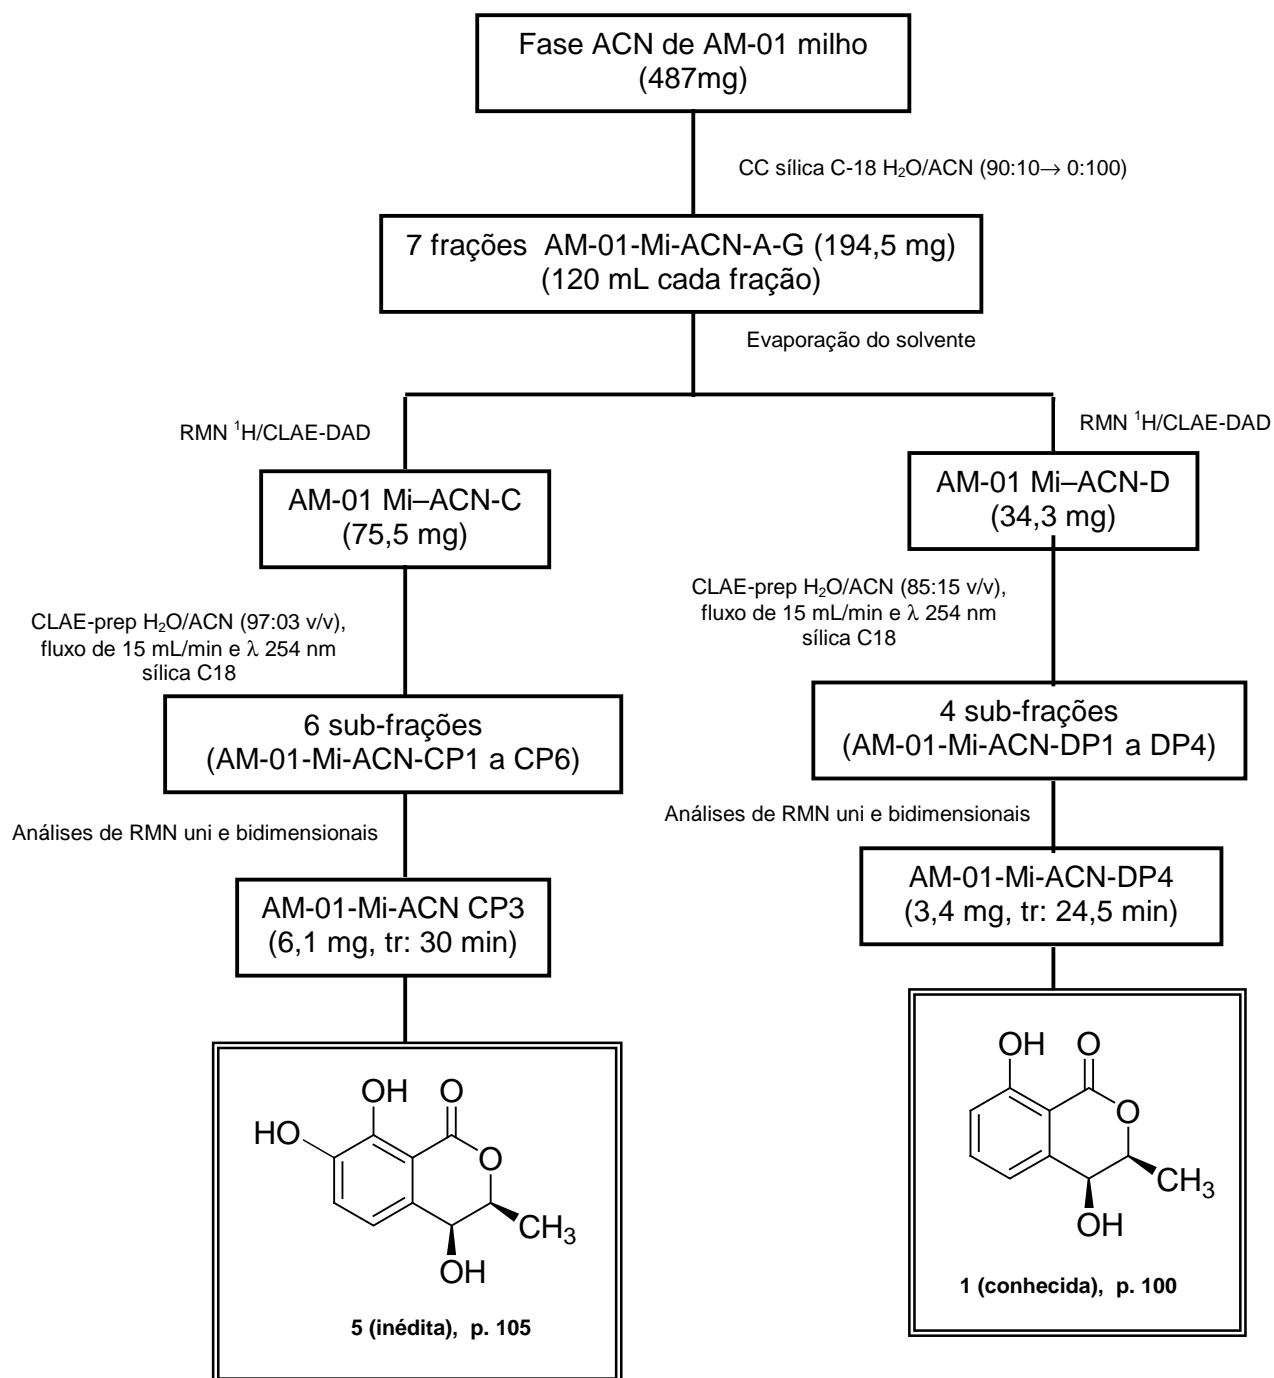 Fase ACN de AM-01 milho
(487mg)
CC sílica C-18 H₂O/ACN (90:10→ 0:100)
7 frações AM-01-Mi-ACN-A-G (194,5 mg)
(120 mL cada fração)
Evaporação do solvente
RMN ¹H/CLAE-DAD
AM-01 Mi–ACN-C
(75,5 mg)
CLAE-prep H₂O/ACN (97:03 v/v),
fluxo de 15 mL/min e λ 254 nm
sílica C18
6 sub-frações
(AM-01-Mi-ACN-CP1 a CP6)
Análises de RMN uni e bidimensionais
AM-01-Mi-ACN CP3
(6,1 mg, tr: 30 min)
OH
O
HO
O
CH₃
OH
5 (inédita), p. 105
RMN ¹H/CLAE-DAD
AM-01 Mi–ACN-D
(34,3 mg)
CLAE-prep H₂O/ACN (85:15 v/v),
fluxo de 15 mL/min e λ 254 nm
sílica C18
4 sub-frações
(AM-01-Mi-ACN-DP1 a DP4)
Análises de RMN uni e bidimensionais
AM-01-Mi-ACN-DP4
(3,4 mg, tr: 24,5 min)
OH
O
O
CH₃
OH
1 (conhecida), p. 100